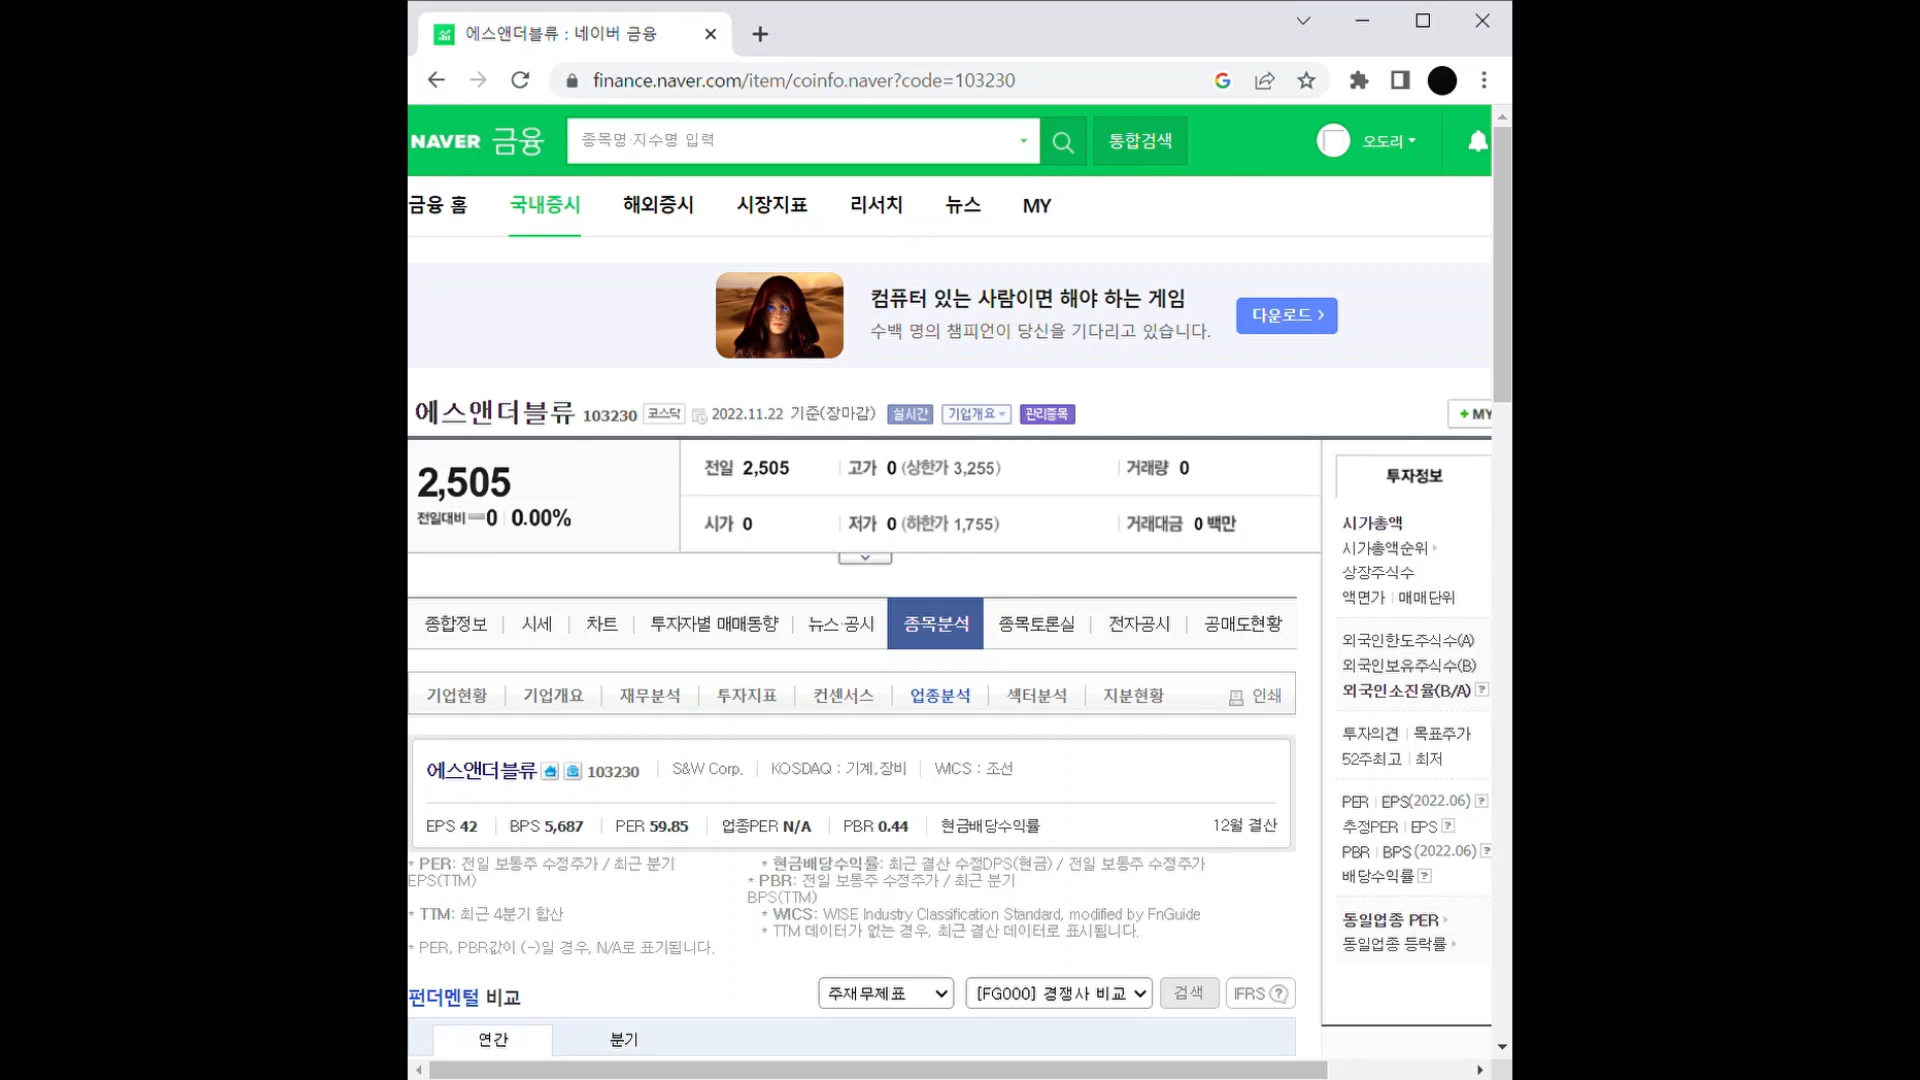 에스앤더블류 : 네이버 금융
finance.naver.com/item/coinfo.naver?code=103230
NAVER 금융 종목명·지수명 입력 통합검색 오도리
금융 홈 국내증시 해외증시 시장지표 리서치 뉴스 MY
컴퓨터 있는 사람이면 해야 하는 게임
수백 명의 챔피언이 당신을 기다리고 있습니다.
다운로드
에스앤더블류 103230 코스닥 2022.11.22 기준(장마감) 실시간 기업개요 관리종목 + MY
2,505
전일대비 0 0.00%
전일 2,505 고가 0 (상한가 3,255) 거래량 0
시가 0 저가 0 (하한가 1,755) 거래대금 0 백만
종합정보 시세 차트 투자자별 매매동향 뉴스·공시 종목분석 종목토론실 전자공시 공매도현황
기업현황 기업개요 재무분석 투자지표 컨센서스 업종분석 섹터분석 지분현황 인쇄
에스앤더블류 103230 S&W Corp. KOSDAQ : 기계,장비 WICS : 조선
EPS 42 BPS 5,687 PER 59.85 업종PER N/A PBR 0.44 현금배당수익률 12월 결산
* PER: 전일 보통주 수정주가 / 최근 분기
EPS(TTM)
* TTM: 최근 4분기 합산
* PER, PBR값이 (-)일 경우, N/A로 표기됩니다.
* 현금배당수익률: 최근 결산 수정DPS(현금) / 전일 보통주 수정주가
* PBR: 전일 보통주 수정주가 / 최근 분기
BPS(TTM)
* WICS: WISE Industry Classification Standard, modified by FnGuide
* TTM 데이터가 없는 경우, 최근 결산 데이터로 표시됩니다.
펀더멘털 비교 주재무제표 [FG000] 경쟁사 비교 검색 IFRS ?
연간 분기
투자정보
시가총액
시가총액순위
상장주식수
액면가 매매단위
외국인한도주식수(A)
외국인보유주식수(B)
외국인소진율(B/A) ?
투자의견 목표주가
52주최고 최저
PER EPS(2022.06) ?
추정PER EPS ?
PBR BPS (2022.06) ?
배당수익률 ?
동일업종 PER
동일업종 등락률